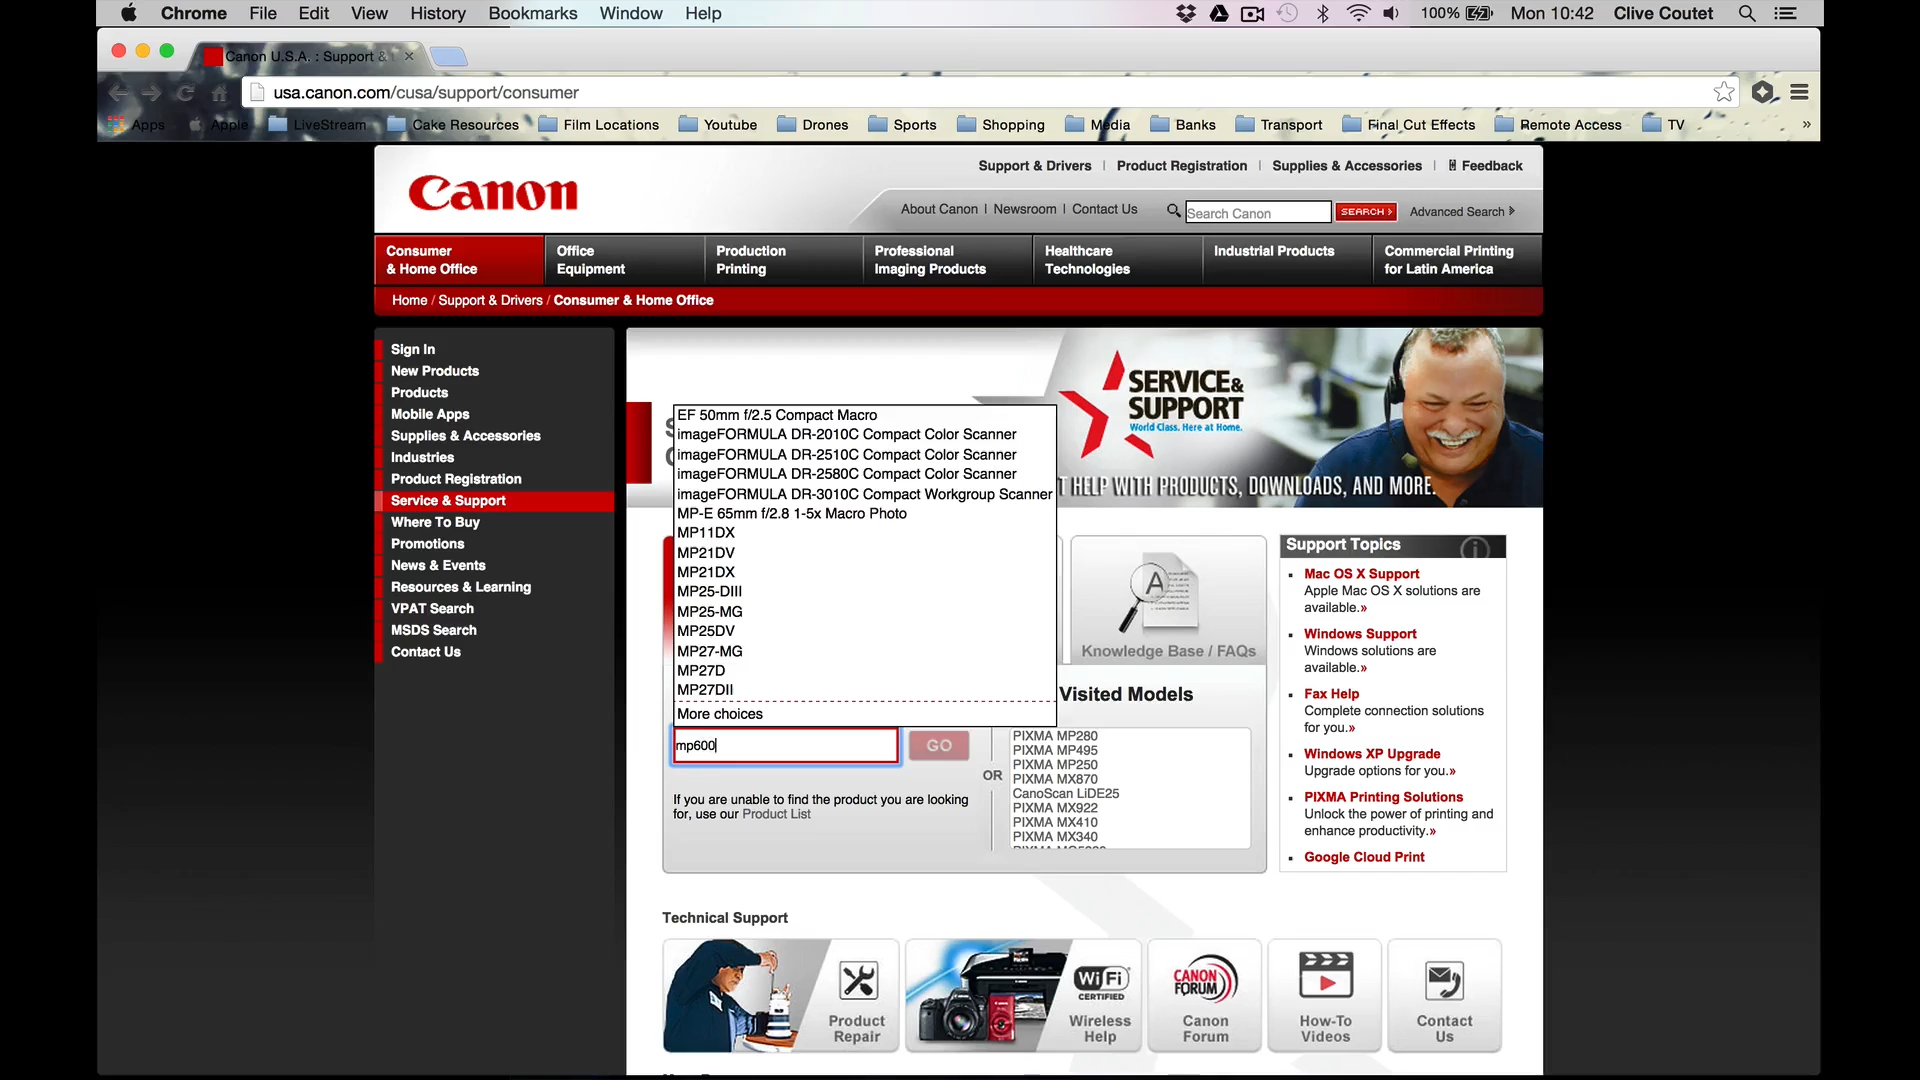 Chrome File Edit View History Bookmarks Window Help 100% Mon 10:42 Clive Coutet
Canon U.S.A. : Support &
usa.canon.com/cusa/support/consumer
Apps Apple LiveStream Cake Resources Film Locations Youtube Drones Sports Shopping Media Banks Transport Final Cut Effects Remote Access TV »
Support & Drivers | Product Registration | Supplies & Accessories | Feedback
Canon
About Canon | Newsroom | Contact Us Search Canon SEARCH Advanced Search
Consumer & Home Office
Office Equipment
Production Printing
Professional Imaging Products
Healthcare Technologies
Industrial Products
Commercial Printing for Latin America
Home / Support & Drivers / Consumer & Home Office
Sign In
New Products
Products
Mobile Apps
Supplies & Accessories
Industries
Product Registration
Service & Support
Where To Buy
Promotions
News & Events
Resources & Learning
VPAT Search
MSDS Search
Contact Us
SERVICE &
SUPPORT
World Class. Here at Home.
HELP WITH PRODUCTS, DOWNLOADS, AND MORE.
EF 50mm f/2.5 Compact Macro
imageFORMULA DR-2010C Compact Color Scanner
imageFORMULA DR-2510C Compact Color Scanner
imageFORMULA DR-2580C Compact Color Scanner
imageFORMULA DR-3010C Compact Workgroup Scanner
MP-E 65mm f/2.8 1-5x Macro Photo
MP11DX
MP21DV
MP21DX
MP25-DIII
MP25-MG
MP25DV
MP27-MG
MP27D
MP27DII
More choices
mp600
GO
If you are unable to find the product you are looking
for, use our Product List
OR
A
Knowledge Base / FAQs
Visited Models
PIXMA MP280
PIXMA MP495
PIXMA MP250
PIXMA MX870
CanoScan LiDE25
PIXMA MX922
PIXMA MX410
PIXMA MX340
Support Topics
Mac OS X Support
Apple Mac OS X solutions are
available.»
Windows Support
Windows solutions are
available.»
Fax Help
Complete connection solutions
for you.»
Windows XP Upgrade
Upgrade options for you.»
PIXMA Printing Solutions
Unlock the power of printing and
enhance productivity.»
Google Cloud Print
Technical Support
Product
Repair
WiFi
CERTIFIED
Wireless
Help
CANON
FORUM
Canon
Forum
How-To
Videos
Contact
Us